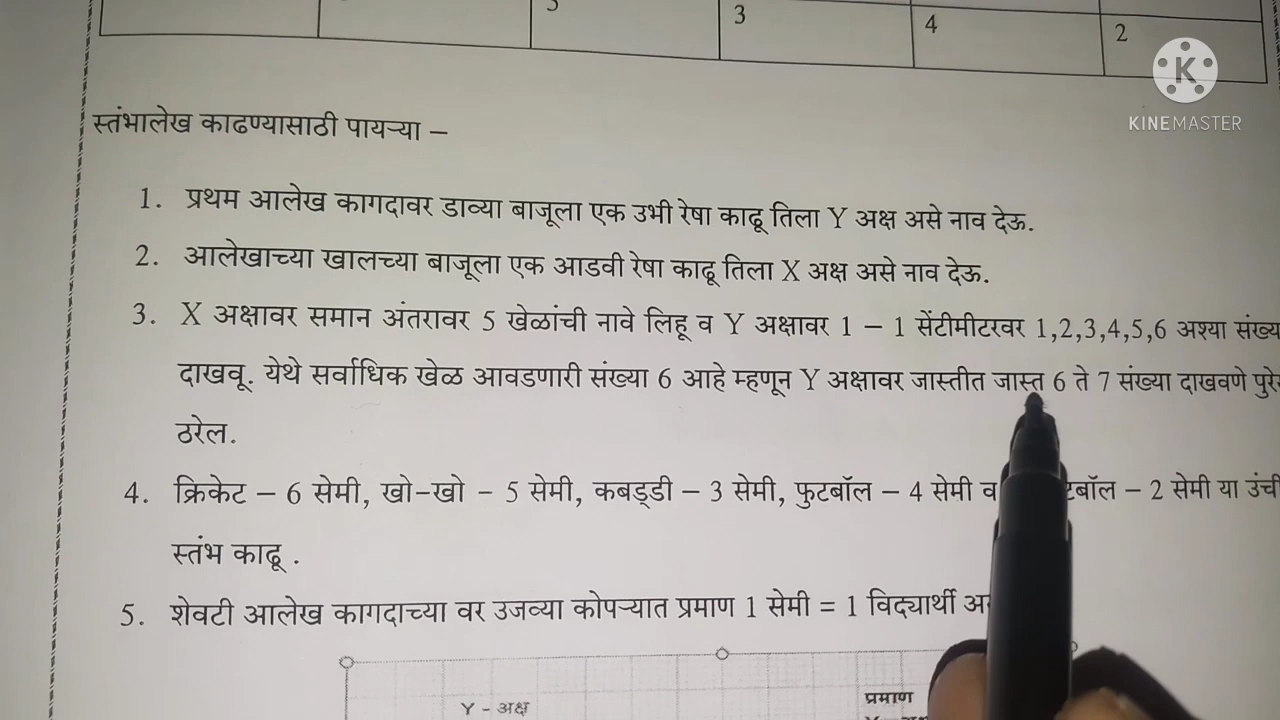 3 4 2
K
KINEMASTER
स्तंभालेख काढण्यासाठी पायऱ्या –
1. प्रथम आलेख कागदावर डाव्या बाजूला एक उभी रेषा काढू तिला Y अक्ष असे नाव देऊ.
2. आलेखाच्या खालच्या बाजूला एक आडवी रेषा काढू तिला X अक्ष असे नाव देऊ.
3. X अक्षावर समान अंतरावर 5 खेळांची नावे लिहू व Y अक्षावर 1 – 1 सेंटीमीटरवर 1,2,3,4,5,6 अश्या
दाखवू. येथे सर्वाधिक खेळ आवडणारी संख्या 6 आहे म्हणून Y अक्षावर जास्तीत जास्त 6 ते 7 संख्या दाखवणे
ठरेल.
4. क्रिकेट – 6 सेमी, खो-खो - 5 सेमी, कबड्डी – 3 सेमी, फुटबॉल – 4 सेमी व – 2 सेमी या
स्तंभ काढू .
5. शेवटी आलेख कागदाच्या वर उजव्या कोपऱ्यात प्रमाण 1 सेमी = 1 विद्यार्थी
Y - अक्ष प्रमाण